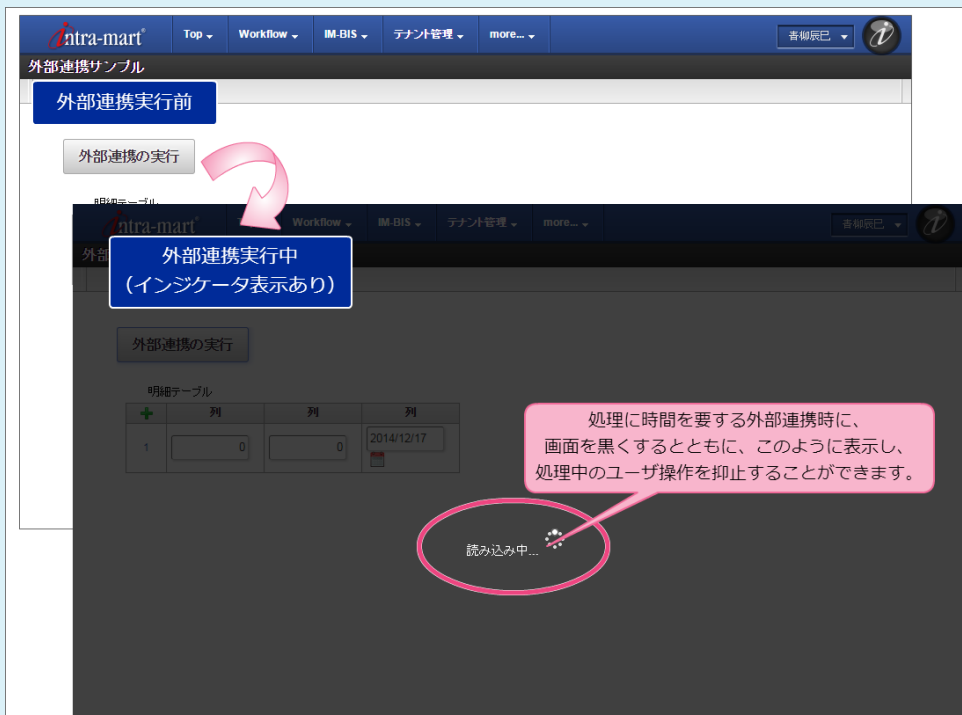 intra-mart Top Workflow IM-BIS テナント管理 more... 青柳辰巳
外部連携サンプル
外部連携実行前
外部連携の実行
明細テーブル
intra-mart Workflow IM-BIS テナント管理 more... 青柳辰巳
外部
外部連携実行中
（インジケータ表示あり）
外部連携の実行
明細テーブル
列 列 列
1 0 0 2014/12/17
処理に時間を要する外部連携時に、
画面を黒くするとともに、このように表示し、
処理中のユーザ操作を抑止することができます。
読み込み中...